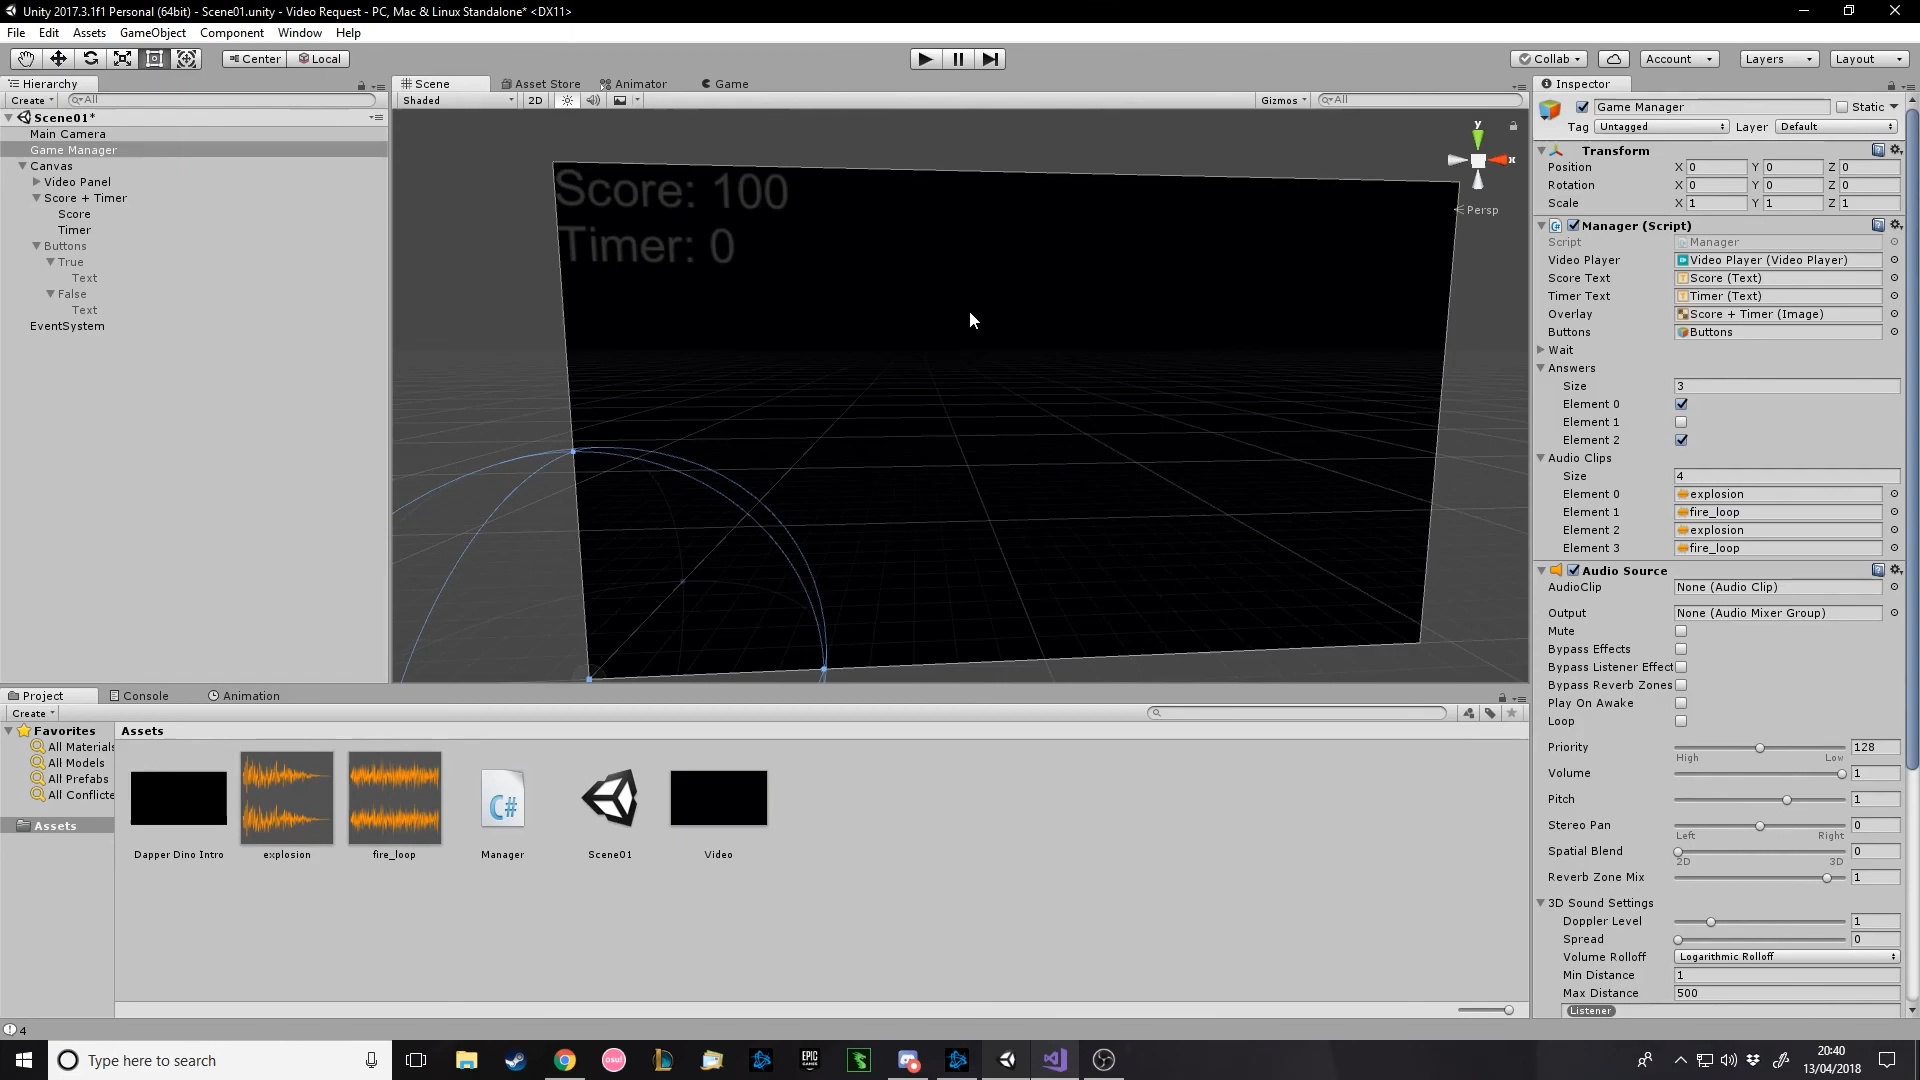 Unity 2017.3.1f1 Personal (64bit) - Scene01.unity - Video Request - PC, Mac & Linux Standalone* <DX11>
File Edit Assets GameObject Component Window Help
Center Local Collab Account Layers Layout
Hierarchy
Create All
Scene01*
Main Camera
Game Manager
Canvas
Video Panel
Score + Timer
Score
Timer
Buttons
True
Text
False
Text
EventSystem
Scene Asset Store Animator Game
Shaded 2D Gizmos All
Score: 100
Timer: 0
y
x
Persp
Inspector
Game Manager Static
Tag Untagged Layer Default
Transform
Position X 0 Y 0 Z 0
Rotation X 0 Y 0 Z 0
Scale X 1 Y 1 Z 1
Manager (Script)
Script Manager
Video Player Video Player (Video Player)
Score Text Score (Text)
Timer Text Timer (Text)
Overlay Score + Timer (Image)
Buttons Buttons
Wait
Answers
Size 3
Element 0
Element 1
Element 2
Audio Clips
Size 4
Element 0 explosion
Element 1 fire_loop
Element 2 explosion
Element 3 fire_loop
Audio Source
AudioClip None (Audio Clip)
Output None (Audio Mixer Group)
Mute
Bypass Effects
Bypass Listener Effect
Bypass Reverb Zones
Play On Awake
Loop
Priority 128
High Low
Volume 1
Pitch 1
Stereo Pan 0
Left Right
Spatial Blend 0
2D 3D
Reverb Zone Mix 1
3D Sound Settings
Doppler Level 1
Spread 0
Volume Rolloff Logarithmic Rolloff
Min Distance 1
Max Distance 500
Listener
Project Console Animation
Create
Favorites
All Materials
All Models
All Prefabs
All Conflicte
Assets
Assets
C#
Dapper Dino Intro explosion fire_loop Manager Scene01 Video
4
Type here to search
osu!
EPIC GAMES
20:40
13/04/2018